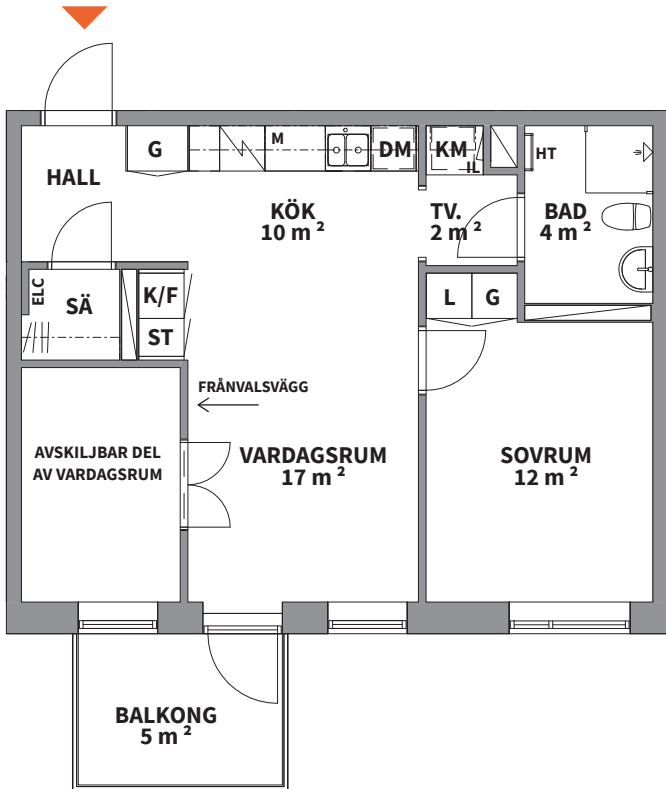 G
M
DM
KM
IL
HT
HALL
KÖK
10 m ²
TV.
2 m ²
BAD
4 m ²
ELC
SÄ
K/F
ST
L
G
FRÅNVALSVÄGG
AVSKILJBAR DEL
AV VARDAGSRUM
VARDAGSRUM
17 m ²
SOVRUM
12 m ²
BALKONG
5 m ²